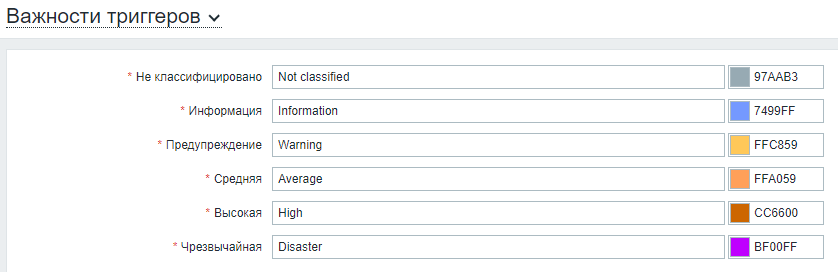 Важности триггеров
* Не классифицировано Not classified 97AAB3
* Информация Information 7499FF
* Предупреждение Warning FFC859
* Средняя Average FFA059
* Высокая High CC6600
* Чрезвычайная Disaster BF00FF